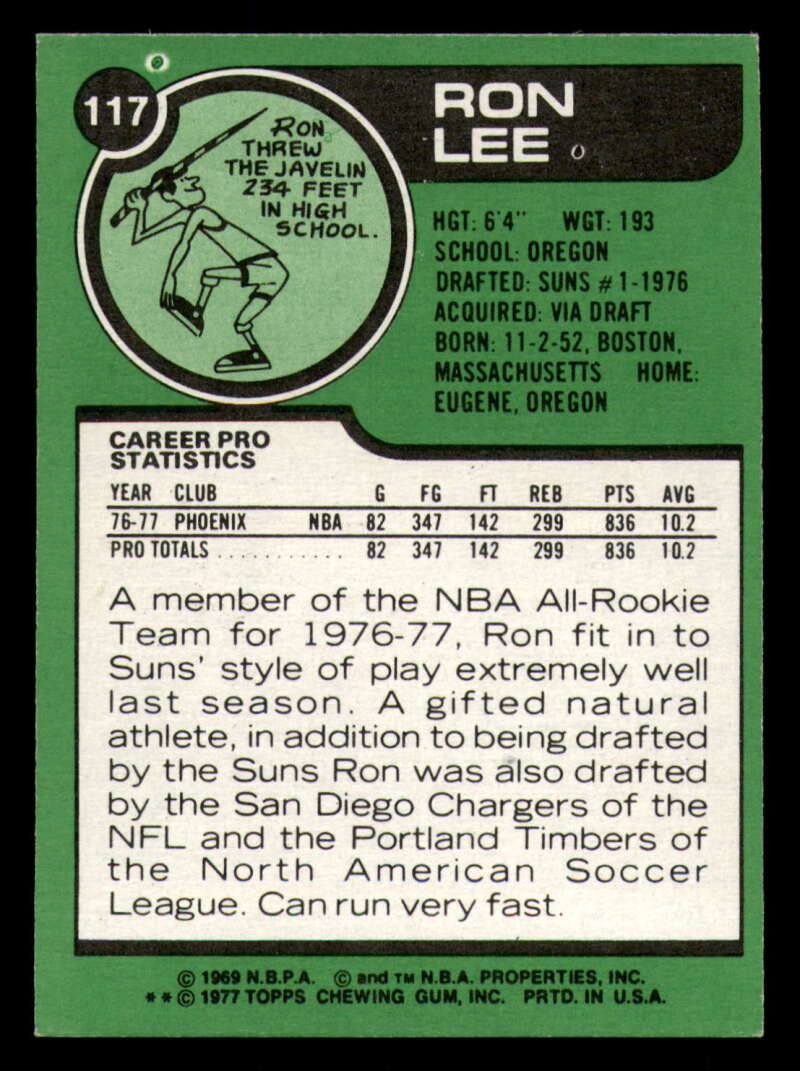 117
RON
LEE
RON
THREW
THE JAVELIN
234 FEET
IN HIGH
SCHOOL.
HGT: 6'4" WGT: 193
SCHOOL: OREGON
DRAFTED: SUNS #1-1976
ACQUIRED: VIA DRAFT
BORN: 11-2-52, BOSTON,
MASSACHUSETTS HOME:
EUGENE, OREGON
CAREER PRO
STATISTICS
YEAR CLUB G FG FT REB PTS AVG
76-77 PHOENIX NBA 82 347 142 299 836 10.2
PRO TOTALS ........... 82 347 142 299 836 10.2
A member of the NBA All-Rookie
Team for 1976-77, Ron fit in to
Suns' style of play extremely well
last season. A gifted natural
athlete, in addition to being drafted
by the Suns Ron was also drafted
by the San Diego Chargers of the
NFL and the Portland Timbers of
the North American Soccer
League. Can run very fast.
© 1969 N.B.P.A. © and TM N.B.A. PROPERTIES, INC.
**© 1977 TOPPS CHEWING GUM, INC. PRTD. IN U.S.A.